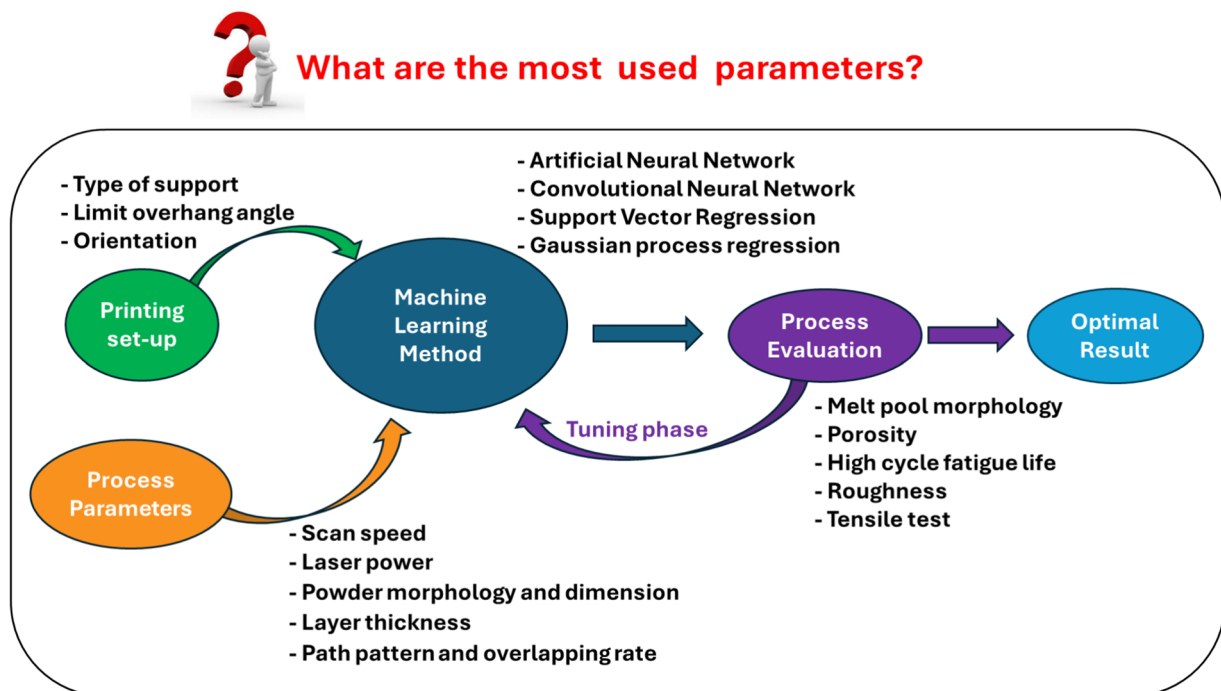 What are the most used parameters?
- Type of support
- Limit overhang angle
- Orientation
- Artificial Neural Network
- Convolutional Neural Network
- Support Vector Regression
- Gaussian process regression
Printing
set-up
Machine
Learning
Method
Process
Evaluation
Optimal
Result
Tuning phase
- Melt pool morphology
- Porosity
- High cycle fatigue life
- Roughness
- Tensile test
Process
Parameters
- Scan speed
- Laser power
- Powder morphology and dimension
- Layer thickness
- Path pattern and overlapping rate